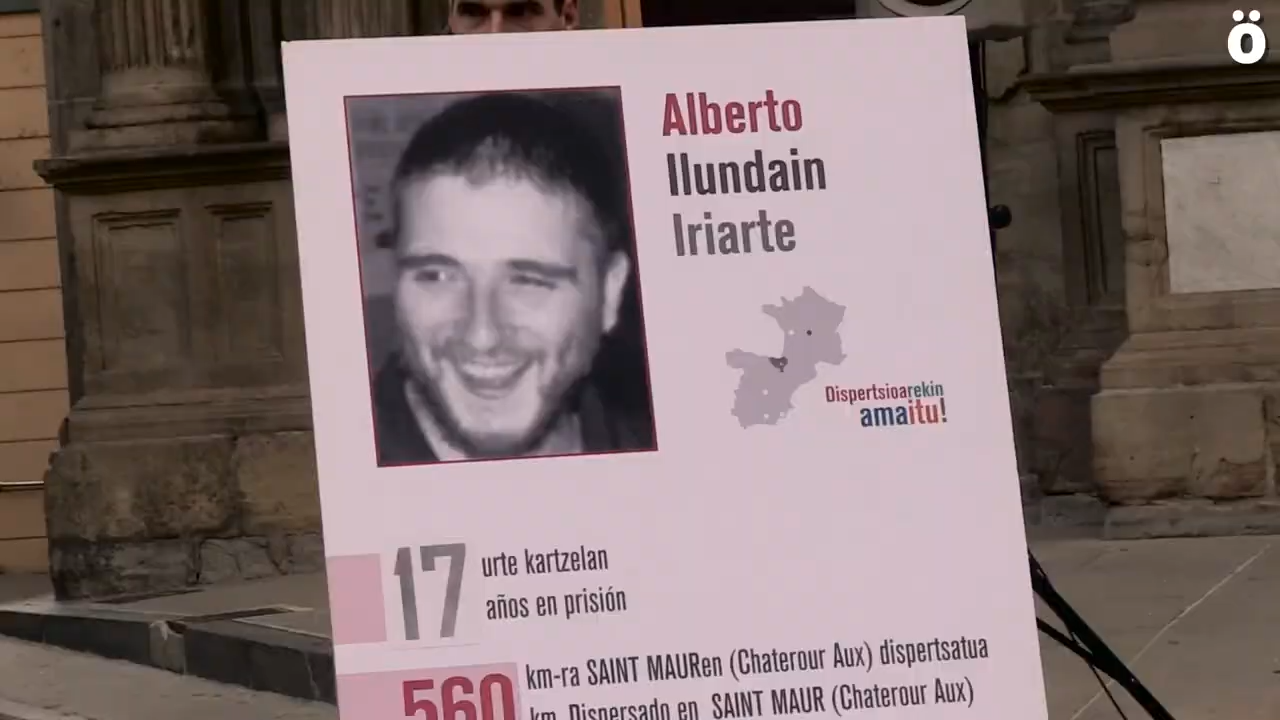 ö
Alberto
Ilundain
Iriarte
Dispertsioarekin
amaitu!
17 urte kartzelan
años en prisión
560 km-ra SAINT MAURen (Chaterour Aux) dispertsatua
km Dispersado en SAINT MAUR (Chaterour Aux)